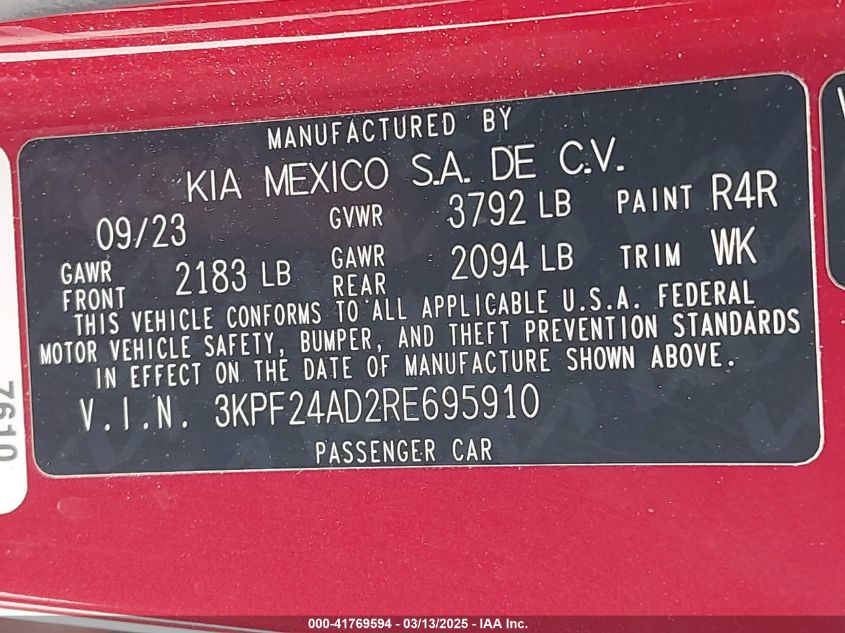 MANUFACTURED BY
KIA MEXICO S.A. DE C.V.
09/23 GVWR 3792 LB PAINT R4R
GAWR FRONT 2183 LB GAWR REAR 2094 LB TRIM WK
THIS VEHICLE CONFORMS TO ALL APPLICABLE U.S.A. FEDERAL
MOTOR VEHICLE SAFETY, BUMPER, AND THEFT PREVENTION STANDARDS
IN EFFECT ON THE DATE OF MANUFACTURE SHOWN ABOVE.
V.I.N. 3KPF24AD2RE695910
PASSENGER CAR
000-41769594 - 03/13/2025 - IAA Inc.